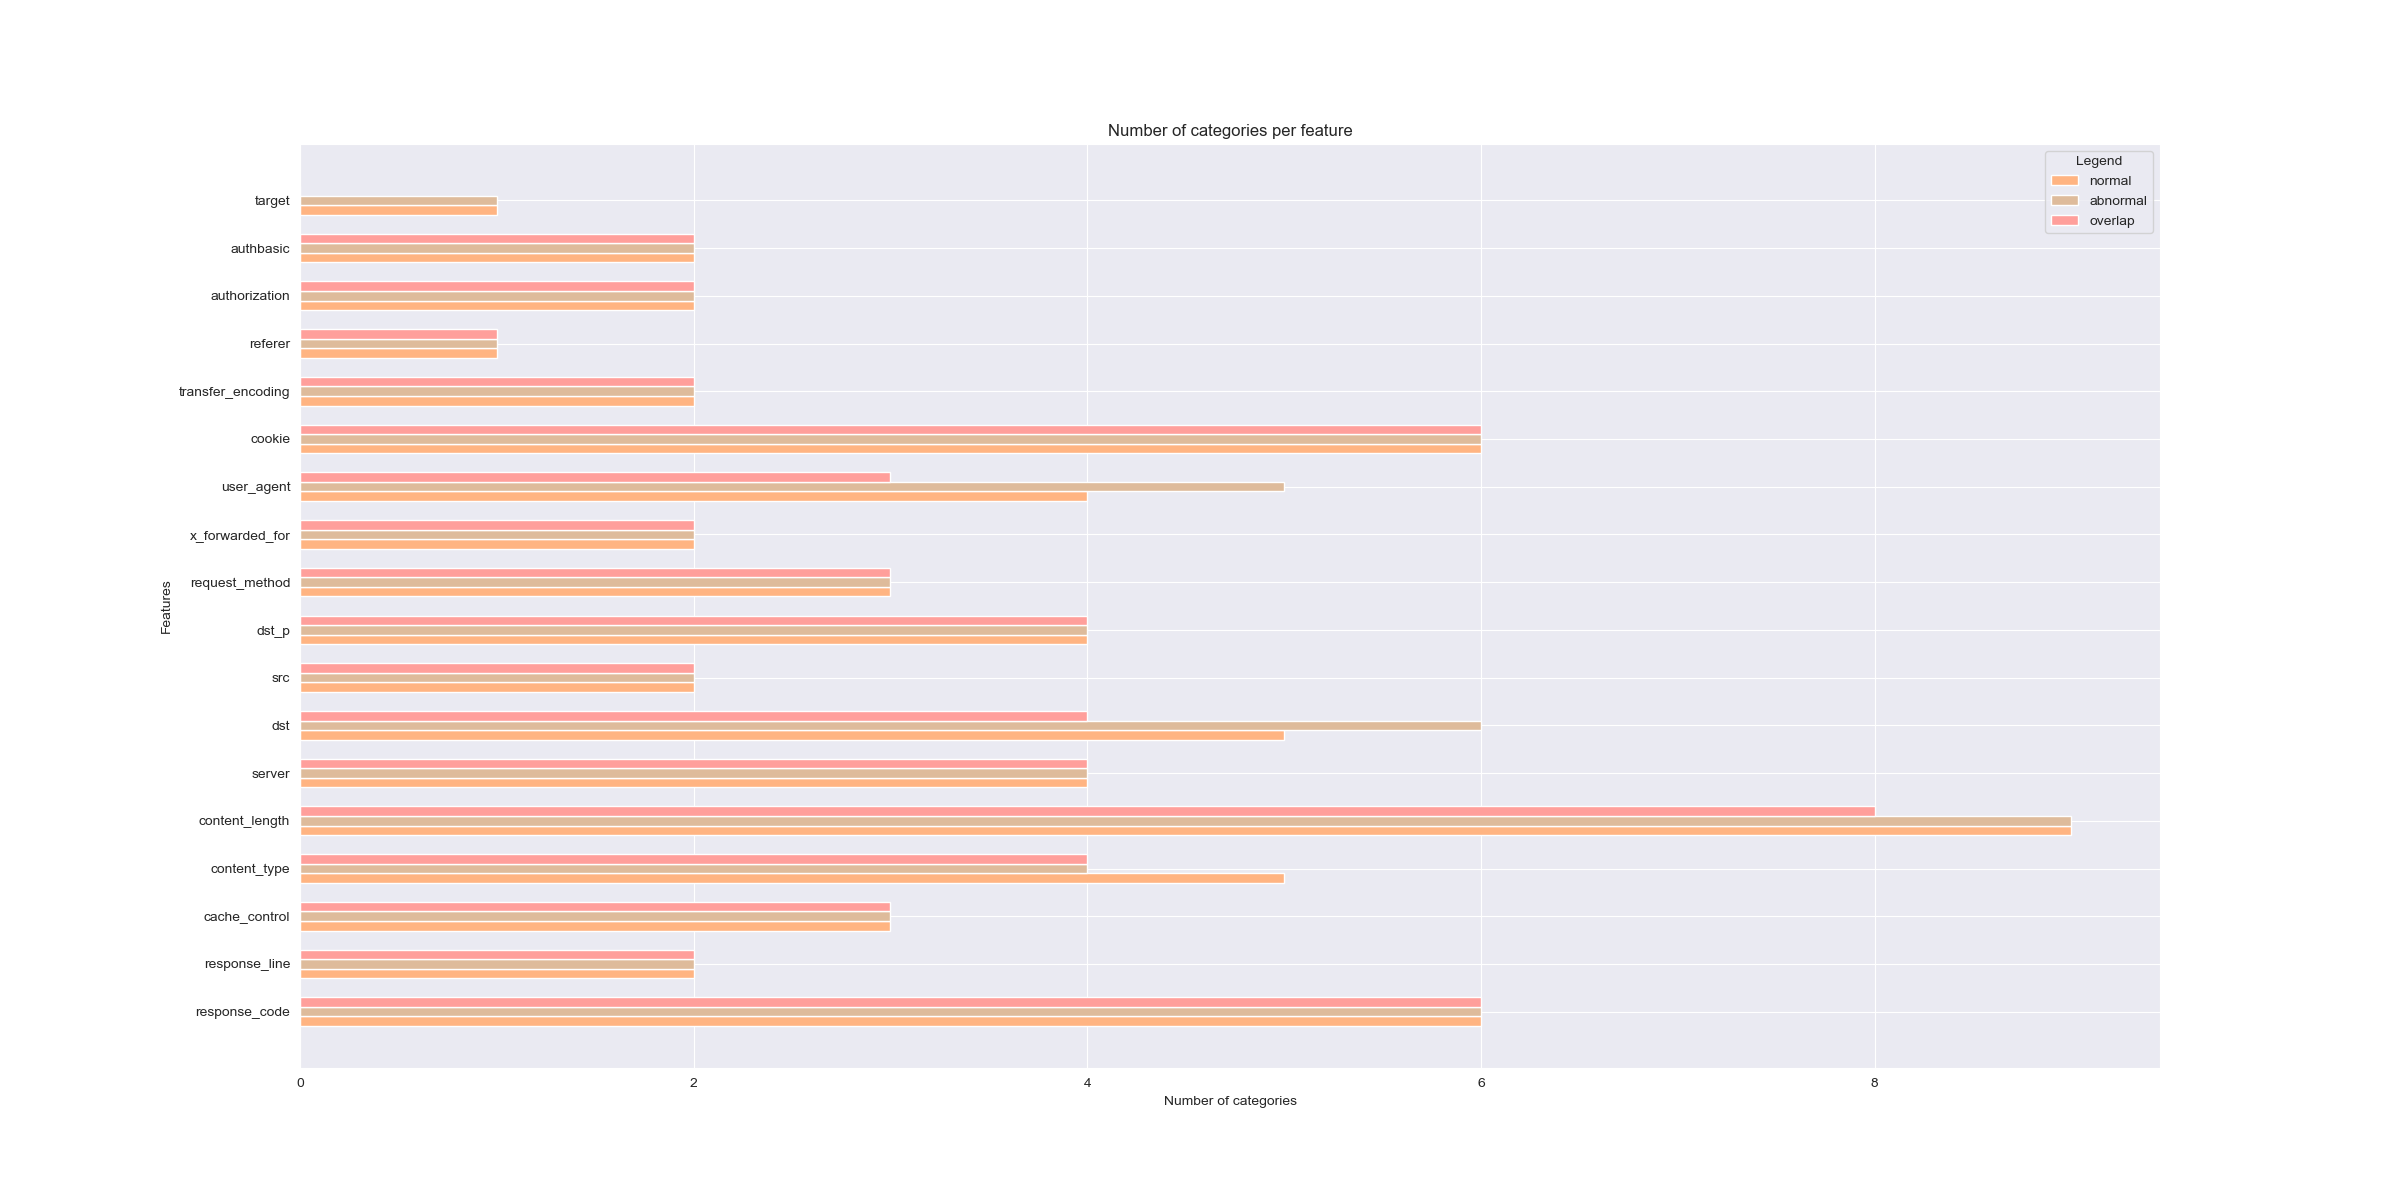 Number of categories per feature
Legend
normal
abnormal
overlap
target
authbasic
authorization
referer
transfer_encoding
cookie
user_agent
x_forwarded_for
request_method
dst_p
src
dst
server
content_length
content_type
cache_control
response_line
response_code
Features
0 2 4 6 8
Number of categories